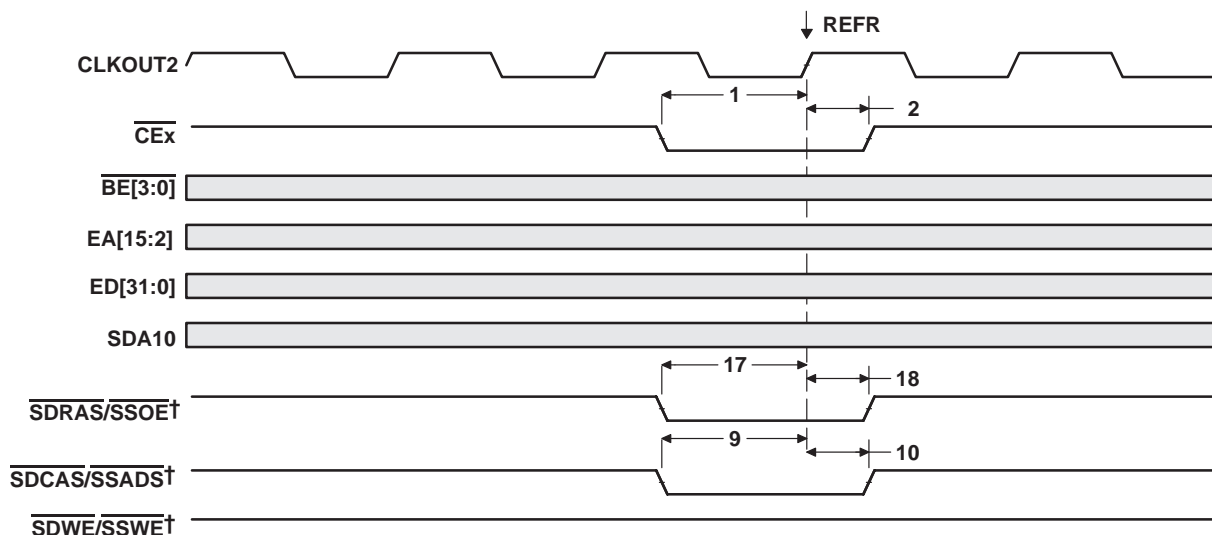 REFR
CLKOUT2
1
2
CEx
BE[3:0]
EA[15:2]
ED[31:0]
SDA10
17
18
SDRAS/SSOE†
9
10
SDCAS/SSADS†
SDWE/SSWE†